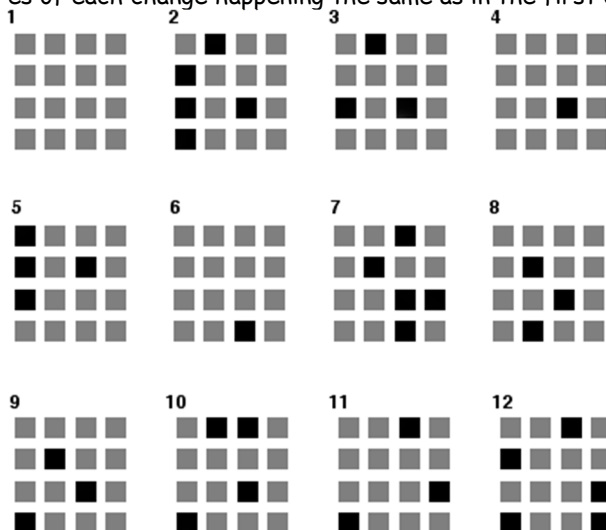 es of each change happening the same as in the first
1 2 3 4
5 6 7 8
9 10 11 12